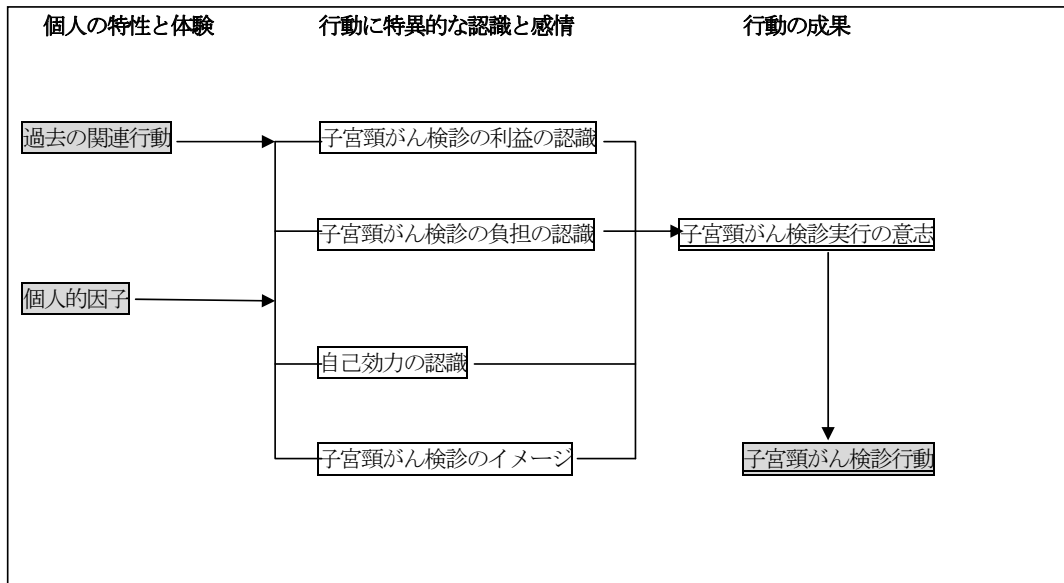 個人の特性と体験
行動に特異的な認識と感情
行動の成果
過去の関連行動
子宮頸がん検診の利益の認識
子宮頸がん検診の負担の認識
子宮頸がん検診実行の意志
個人的因子
自己効力の認識
子宮頸がん検診のイメージ
子宮頸がん検診行動